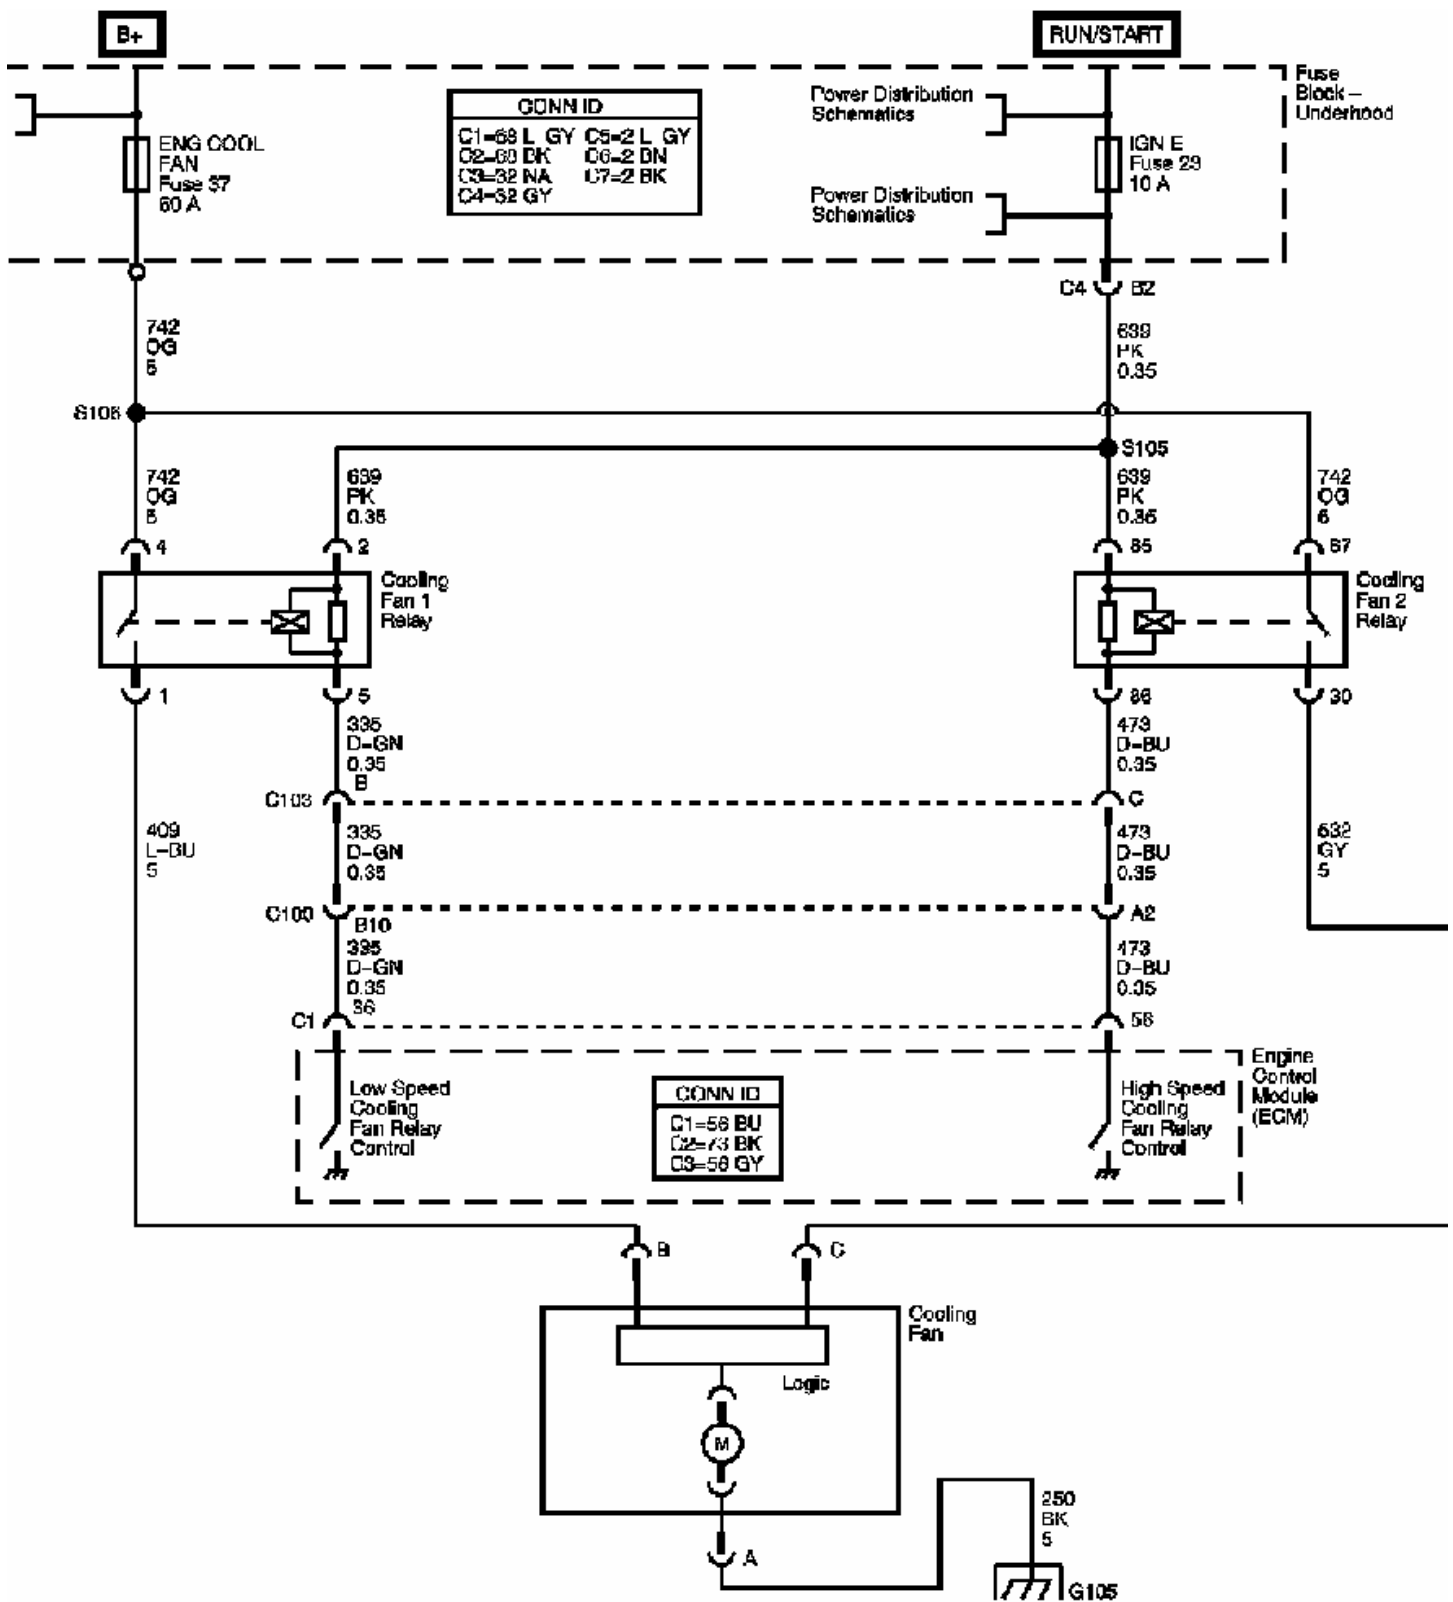 B+
RUN/START
Fuse
Block –
Underhood
ENG COOL
FAN
Fuse 37
60 A
CONN ID
C1=68 L GY C5=2 L GY
C2=68 BK C6=2 BN
C3=32 NA C7=2 BK
C4=32 GY
Power Distribution
Schematics
IGN E
Fuse 23
10 A
Power Distribution
Schematics
C4 B2
742
OG
5
639
PK
0.35
S106
S105
742
OG
5
639
PK
0.35
639
PK
0.35
742
OG
5
4
2
85
87
Cooling
Fan 1
Relay
Cooling
Fan 2
Relay
1
5
86
30
335
D-GN
0.35
B
473
D-BU
0.35
C103
C
409
L-BU
5
335
D-GN
0.35
473
D-BU
0.35
532
GY
5
C100
B10
A2
335
D-GN
0.35
36
473
D-BU
0.35
C1
56
Engine
Control
Module
(ECM)
Low Speed
Cooling
Fan Relay
Control
CONN ID
C1=56 BU
C2=73 BK
C3=56 GY
High Speed
Cooling
Fan Relay
Control
B
C
Cooling
Fan
Logic
M
A
250
BK
5
G105